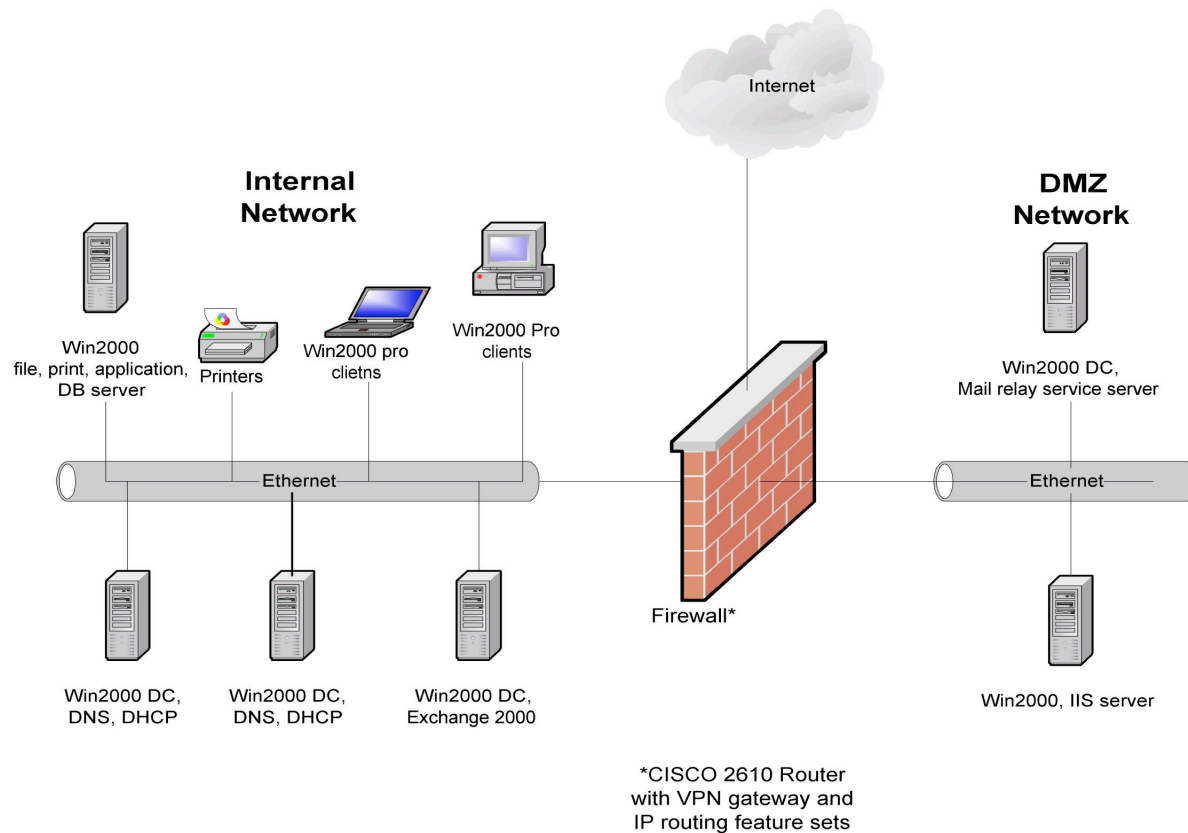 Internet
Internal
Network
DMZ
Network
Win2000
file, print, application,
DB server
Printers
Win2000 pro
clietns
Win2000 Pro
clients
Win2000 DC,
Mail relay service server
Ethernet
Ethernet
Firewall*
Win2000 DC,
DNS, DHCP
Win2000 DC,
DNS, DHCP
Win2000 DC,
Exchange 2000
Win2000, IIS server
*CISCO 2610 Router
with VPN gateway and
IP routing feature sets